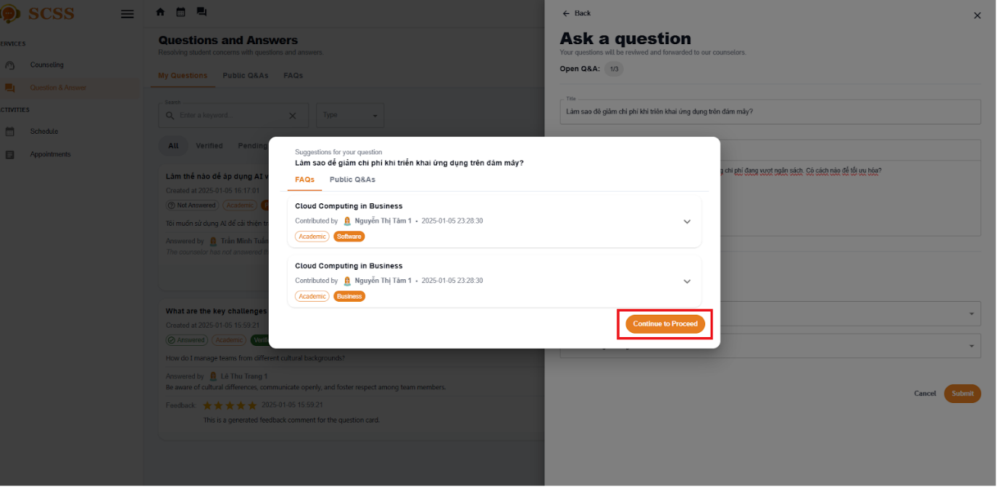 SCSS
ERVICES
Counseling
Question & Answer
CTIVITIES
Schedule
Appointments
Questions and Answers
Resolving student concerns with questions and answers.
My Questions Public Q&As FAQs
Search
Enter a keyword...
Type
All Verified Pending
Làm thế nào để áp dụng AI v
Created at 2025-01-05 16:17:01
Not Answered Academic
Tôi muốn sử dụng AI để cải thiện tr
Answered by Trần Minh Tuấn
The counselor has not answered
What are the key challenges
Created at 2025-01-05 15:59:21
Answered Academic Verifi
How do I manage teams from different cultural backgrounds?
Answered by Lê Thu Trang 1
Be aware of cultural differences, communicate openly, and foster respect among team members.
Feedback: 2025-01-05 15:59:21
This is a generated feedback comment for the question card.
Back
Ask a question
Your questions will be reviwed and forwarded to our counselors.
Open Q&A: 1/3
Title
Làm sao để giảm chi phí khi triển khai ứng dụng trên đám mây?
g chi phí đang vượt ngân sách. Có cách nào để tối ưu hóa?
Cancel Submit
Suggestions for your question
Làm sao để giảm chi phí khi triển khai ứng dụng trên đám mây?
FAQs Public Q&As
Cloud Computing in Business
Contributed by Nguyễn Thị Tâm 1 • 2025-01-05 23:28:30
Academic Software
Cloud Computing in Business
Contributed by Nguyễn Thị Tâm 1 • 2025-01-05 23:28:30
Academic Business
Continue to Proceed